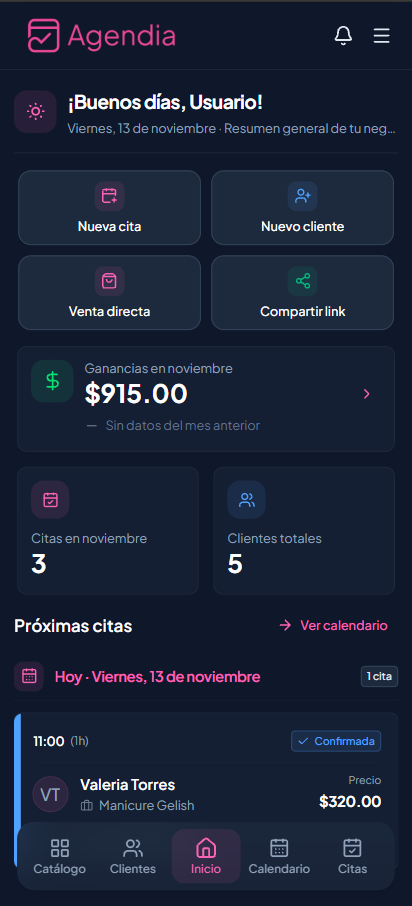 Agendia
¡Buenos días, Usuario!
Viernes, 13 de noviembre · Resumen general de tu neg...
Nueva cita
Nuevo cliente
Venta directa
Compartir link
Ganancias en noviembre
$915.00
— Sin datos del mes anterior
Citas en noviembre
3
Clientes totales
5
Próximas citas
Ver calendario
Hoy · Viernes, 13 de noviembre
1 cita
11:00 (1h)
Confirmada
VT
Valeria Torres
Manicure Gelish
Precio
$320.00
Catálogo
Clientes
Inicio
Calendario
Citas